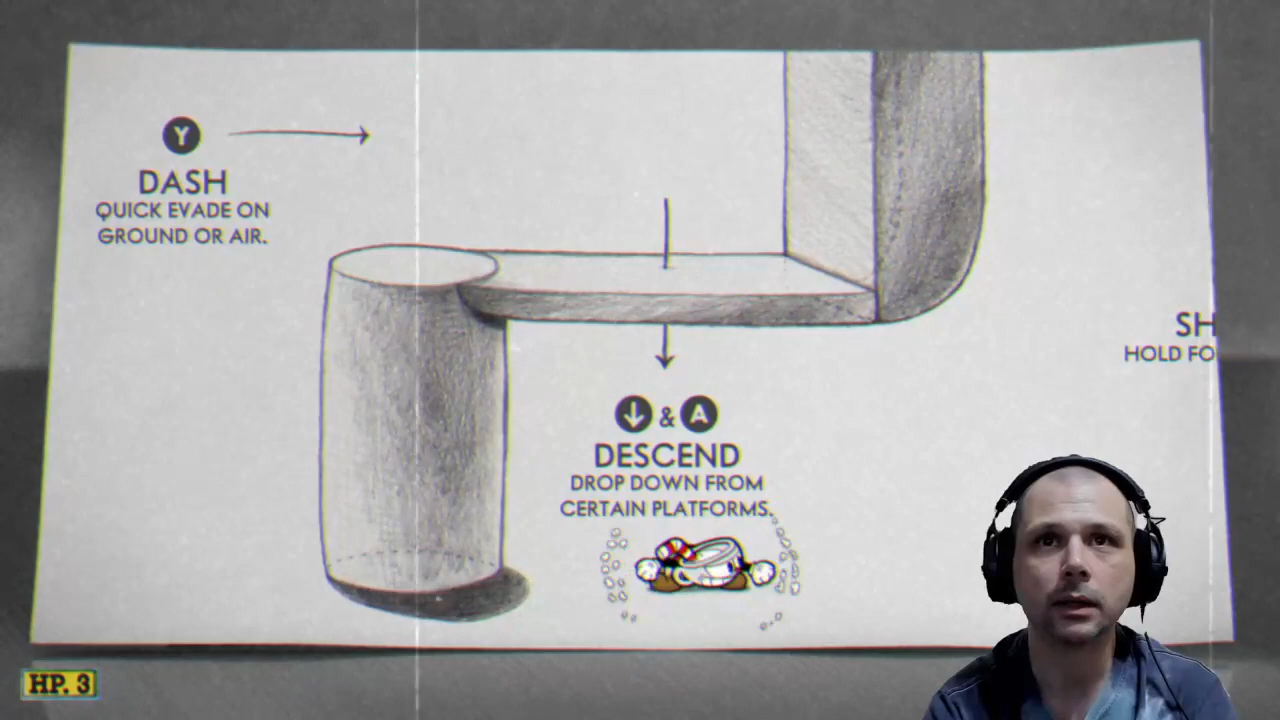 Y
DASH
QUICK EVADE ON
GROUND OR AIR.
SH
HOLD FO
& A
DESCEND
DROP DOWN FROM
CERTAIN PLATFORMS.
HP. 3